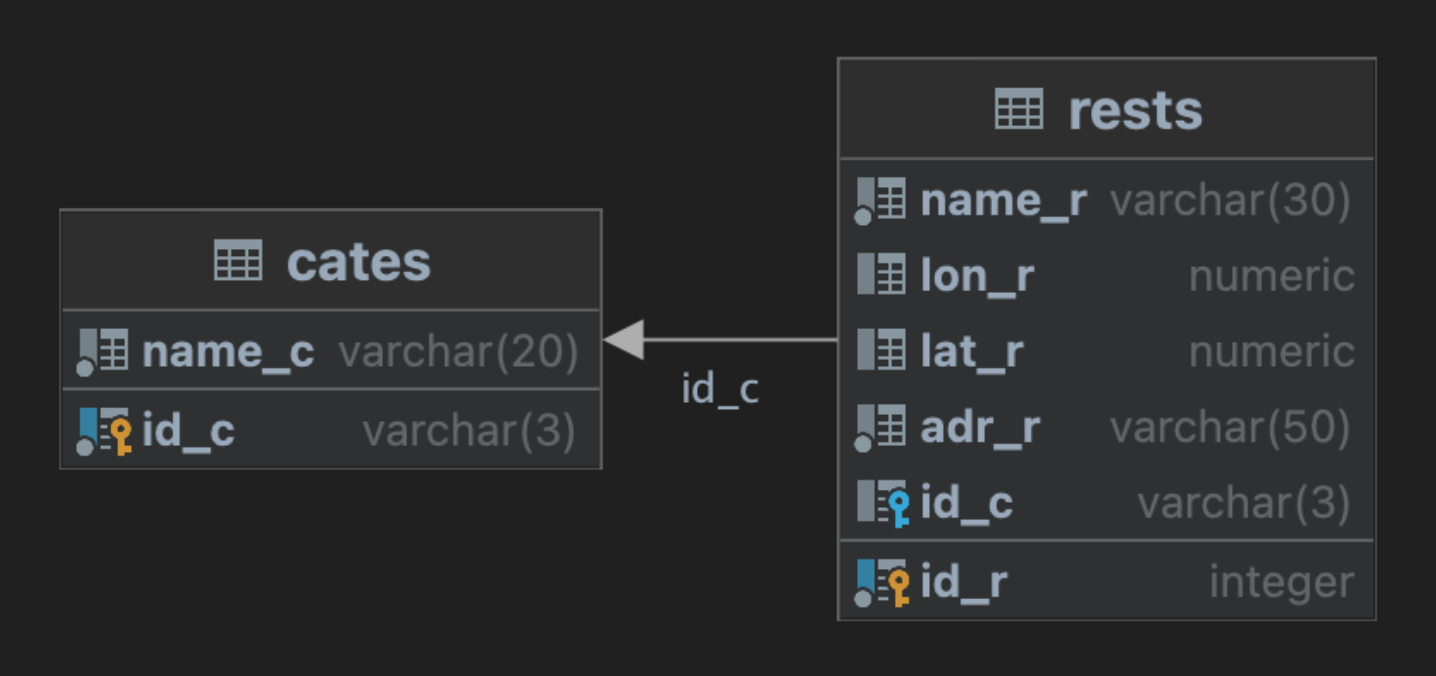 cates
name_c varchar(20)
id_c varchar(3)
id_c
rests
name_r varchar(30)
lon_r numeric
lat_r numeric
adr_r varchar(50)
id_c varchar(3)
id_r integer